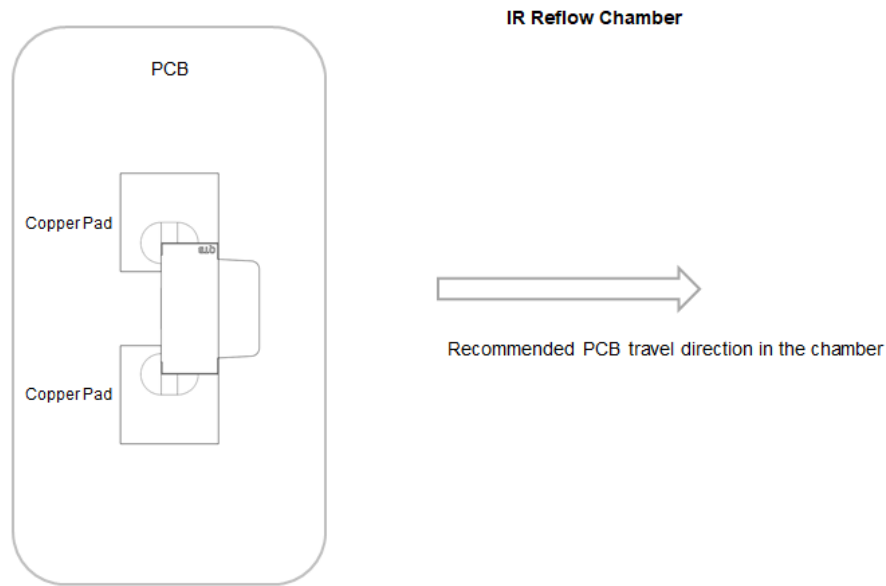 IR Reflow Chamber
PCB
Copper Pad
Recommended PCB travel direction in the chamber
Copper Pad